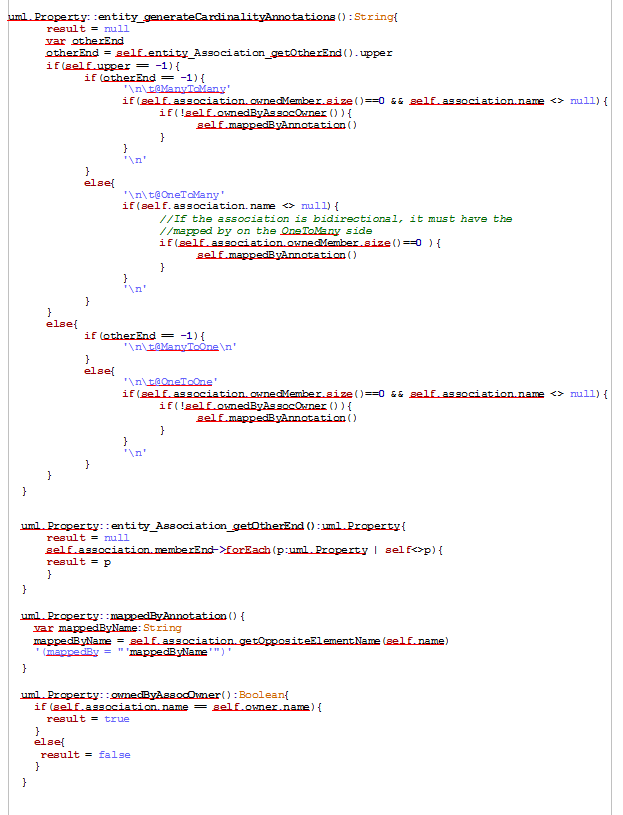 uml.Property::entity_generateCardinalityAnnotations():String{
result = null
var otherEnd
otherEnd = self.entity_Association_getOtherEnd().upper
if(self.upper == -1){
if(otherEnd == -1){
'\n\t@ManyToMany'
if(self.association.ownedMember.size()==0 && self.association.name <> null){
if(!self.ownedByAssocOwner()){
self.mappedByAnnotation()
}
}
'\n'
}
else{
'\n\t@OneToMany'
if(self.association.name <> null){
//If the association is bidirectional, it must have the
//mapped by on the OneToMany side
if(self.association.ownedMember.size()==0 ){
self.mappedByAnnotation()
}
}
'\n'
}
}
else{
if(otherEnd == -1){
'\n\t@ManyToOne\n'
}
else{
'\n\t@OneToOne'
if(self.association.ownedMember.size()==0 && self.association.name <> null){
if(!self.ownedByAssocOwner()){
self.mappedByAnnotation()
}
}
'\n'
}
}
}
uml.Property::entity_Association_getOtherEnd():uml.Property{
result = null
self.association.memberEnd->forEach(p:uml.Property | self<>p){
result = p
}
}
uml.Property::mappedByAnnotation(){
var mappedByName:String
mappedByName = self.association.getOppositeElementName(self.name)
'(mappedBy = "'mappedByName'")'
}
uml.Property::ownedByAssocOwner():Boolean{
if(self.association.name == self.owner.name){
result = true
}
else{
result = false
}
}